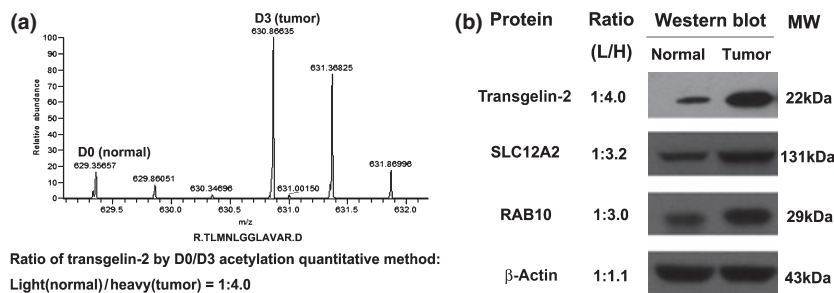 (a)
D3 (tumor)
630.86635
631.36825
D0 (normal)
629.35657
629.86051
630.34696
631.00150
631.86996
Relative abundance
100
90
80
70
60
50
40
30
20
10
0
629.5 630.0 630.5 631.0 631.5 632.0
m/z
R.TLMNLGGLAVAR.D
Ratio of transgelin-2 by D0/D3 acetylation quantitative method:
Light(normal)/heavy(tumor) = 1:4.0
(b) Protein Ratio Western blot MW
(L/H) Normal Tumor
Transgelin-2 1:4.0 22kDa
SLC12A2 1:3.2 131kDa
RAB10 1:3.0 29kDa
β-Actin 1:1.1 43kDa